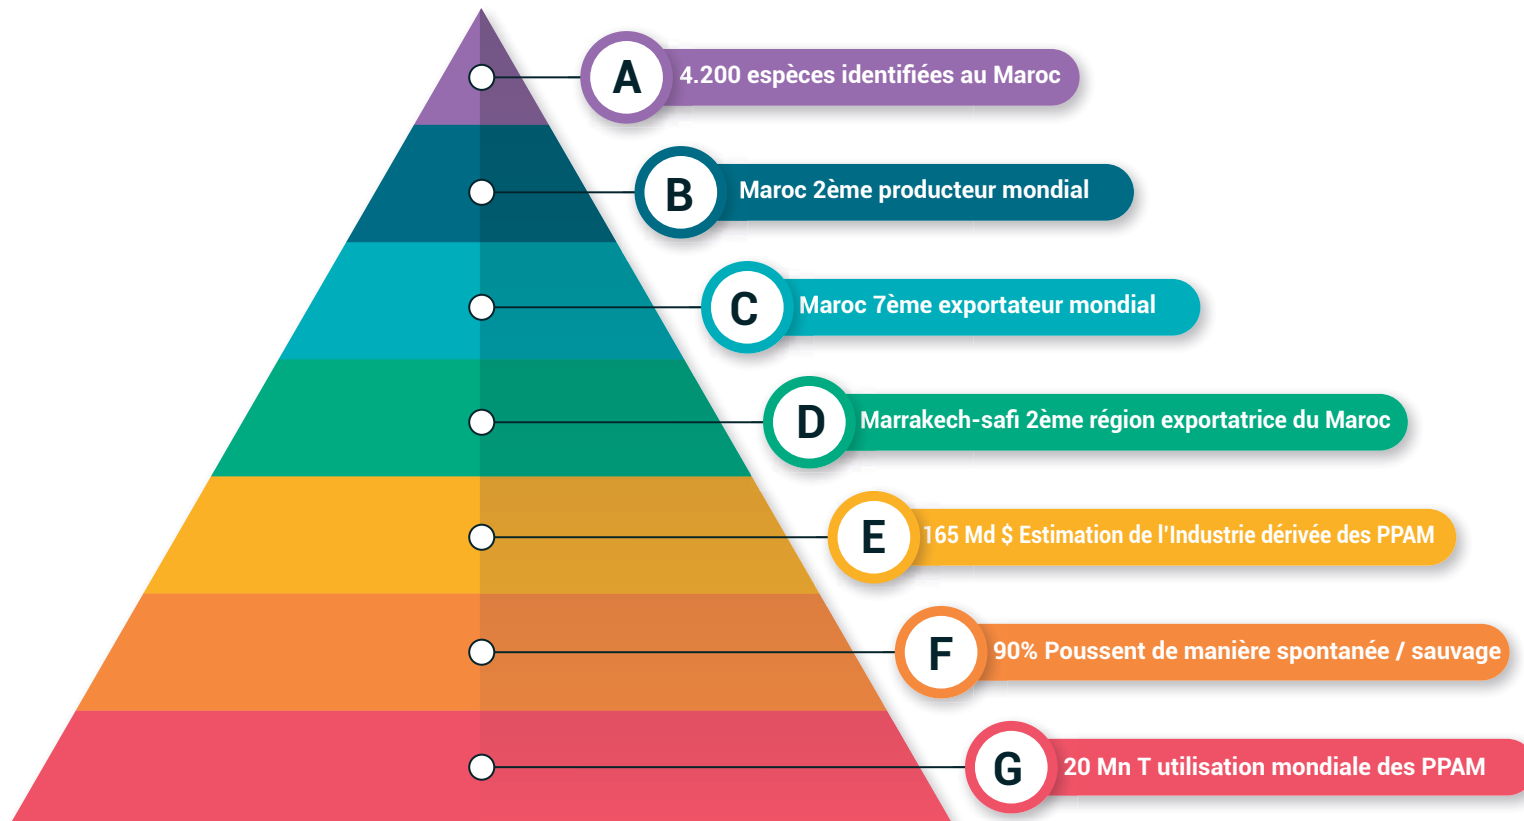 A
4.200 espèces identifiées au Maroc
B
Maroc 2ème producteur mondial
C
Maroc 7ème exportateur mondial
D
Marrakech-safi 2ème région exportatrice du Maroc
E
165 Md $ Estimation de l'Industrie dérivée des PPAM
F
90% Poussent de manière spontanée / sauvage
G
20 Mn T utilisation mondiale des PPAM